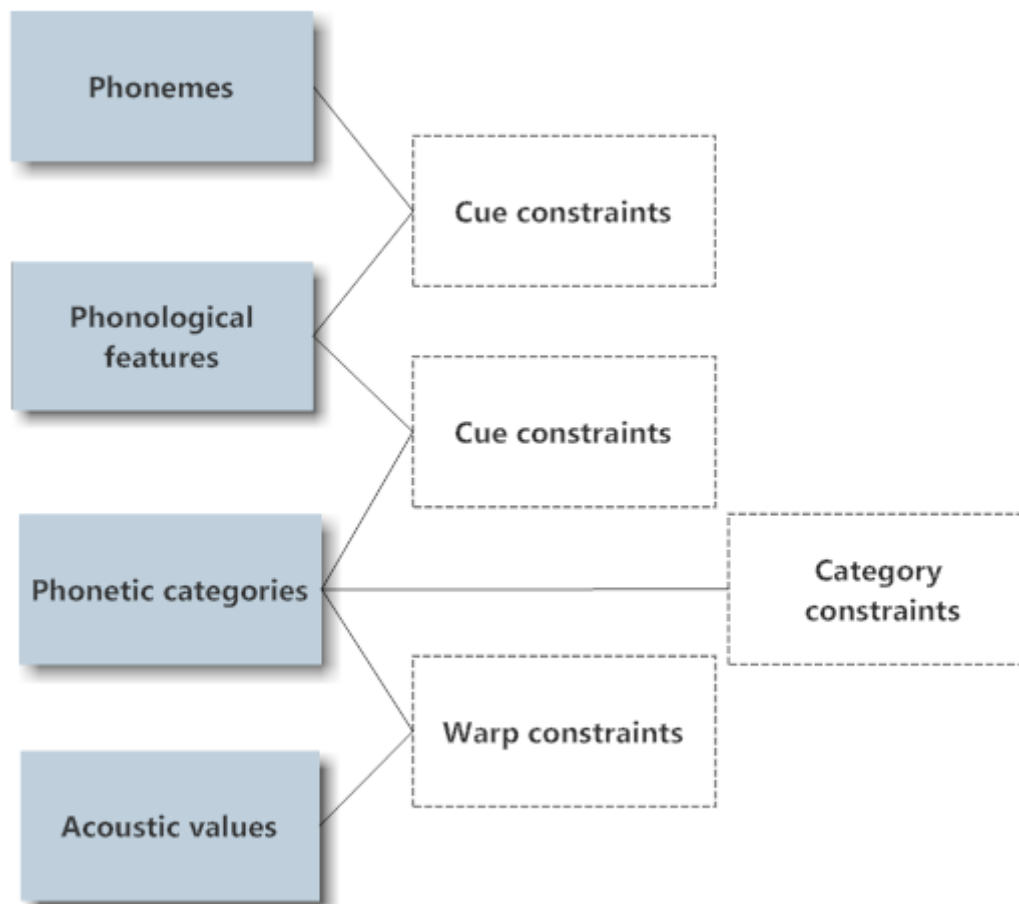 Phonemes
Cue constraints
Phonological
features
Cue constraints
Phonetic categories
Category
constraints
Warp constraints
Acoustic values